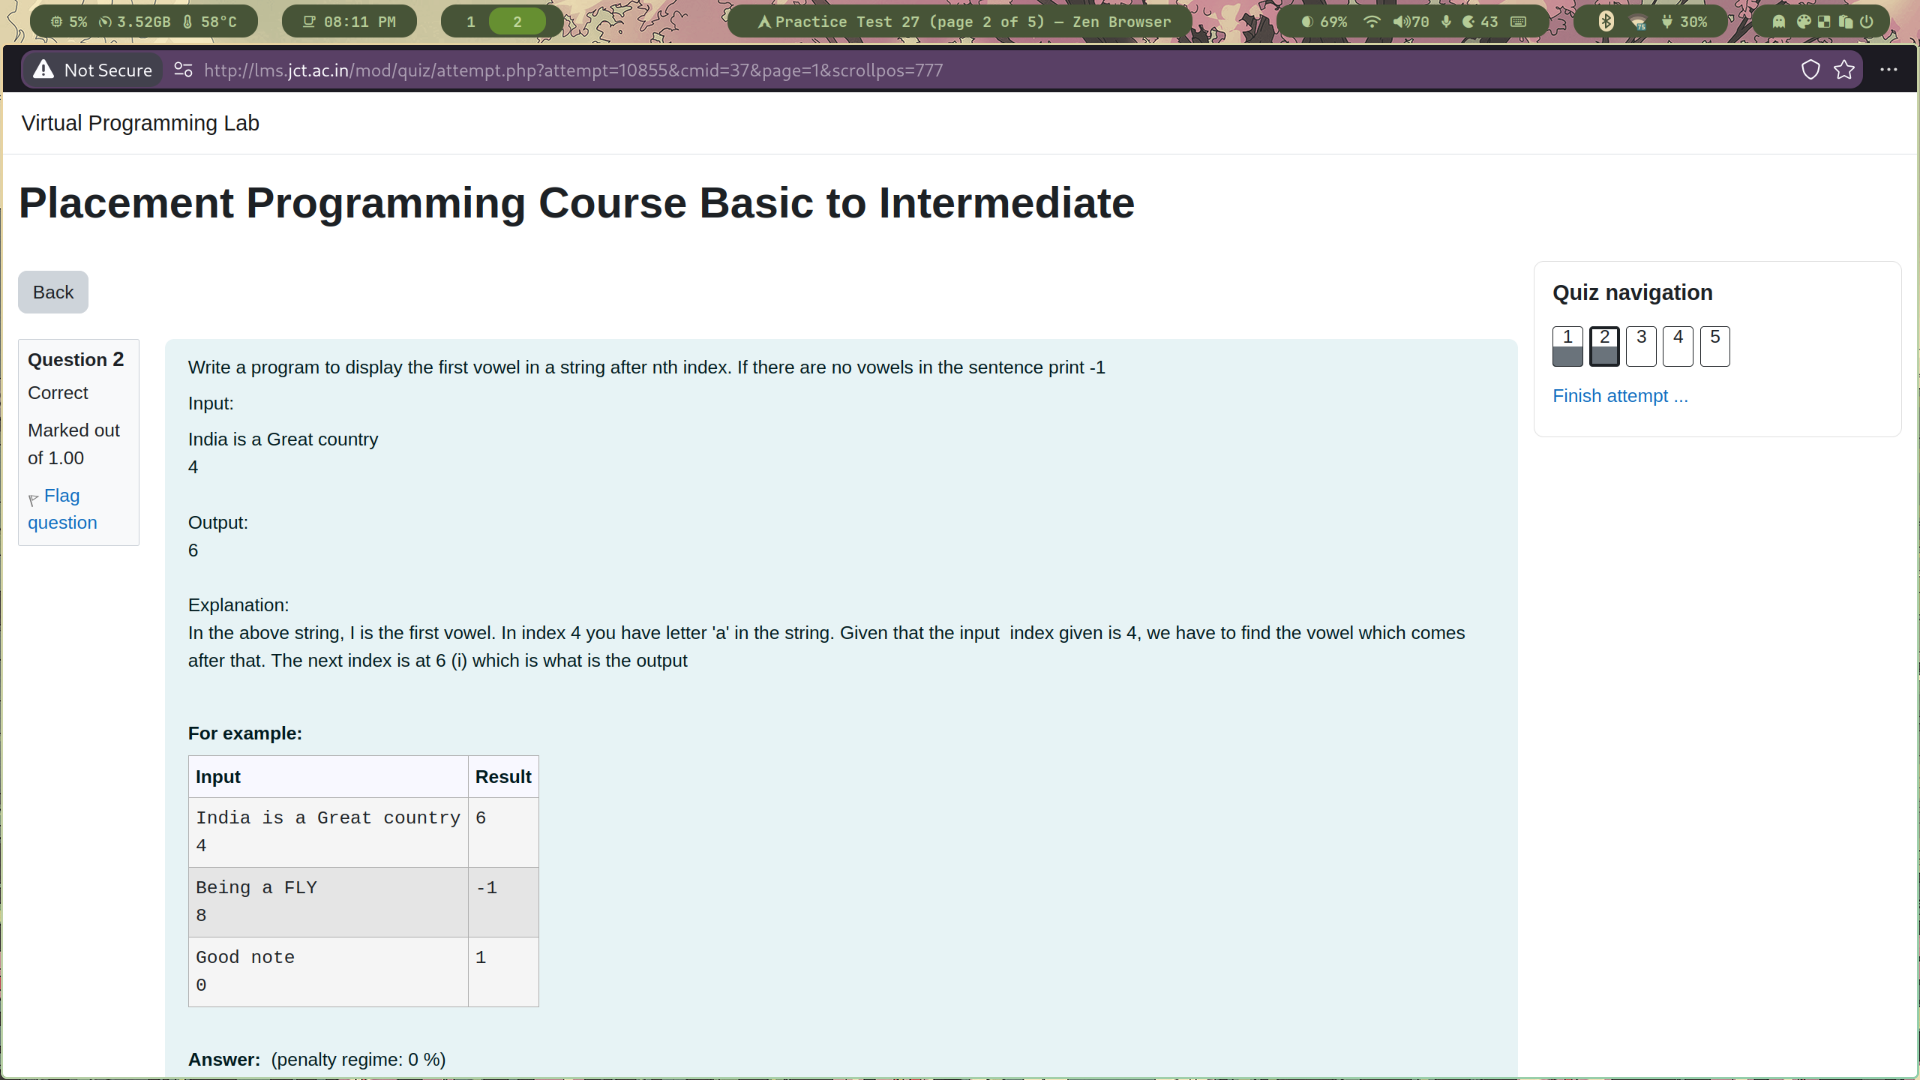 5% 3.52GB 58°C 08:11 PM 1 2 Practice Test 27 (page 2 of 5) — Zen Browser 69% 70 43 30%
Not Secure http://lms.jct.ac.in/mod/quiz/attempt.php?attempt=10855&cmid=37&page=1&scrollpos=777
Virtual Programming Lab
Placement Programming Course Basic to Intermediate
Back
Quiz navigation
1 2 3 4 5
Finish attempt ...
Question 2
Correct
Marked out
of 1.00
Flag
question
Write a program to display the first vowel in a string after nth index. If there are no vowels in the sentence print -1
Input:
India is a Great country
4
Output:
6
Explanation:
In the above string, I is the first vowel. In index 4 you have letter 'a' in the string. Given that the input  index given is 4, we have to find the vowel which comes
after that. The next index is at 6 (i) which is what is the output
For example:
Input Result
India is a Great country 6
4
Being a FLY -1
8
Good note 1
0
Answer: (penalty regime: 0 %)